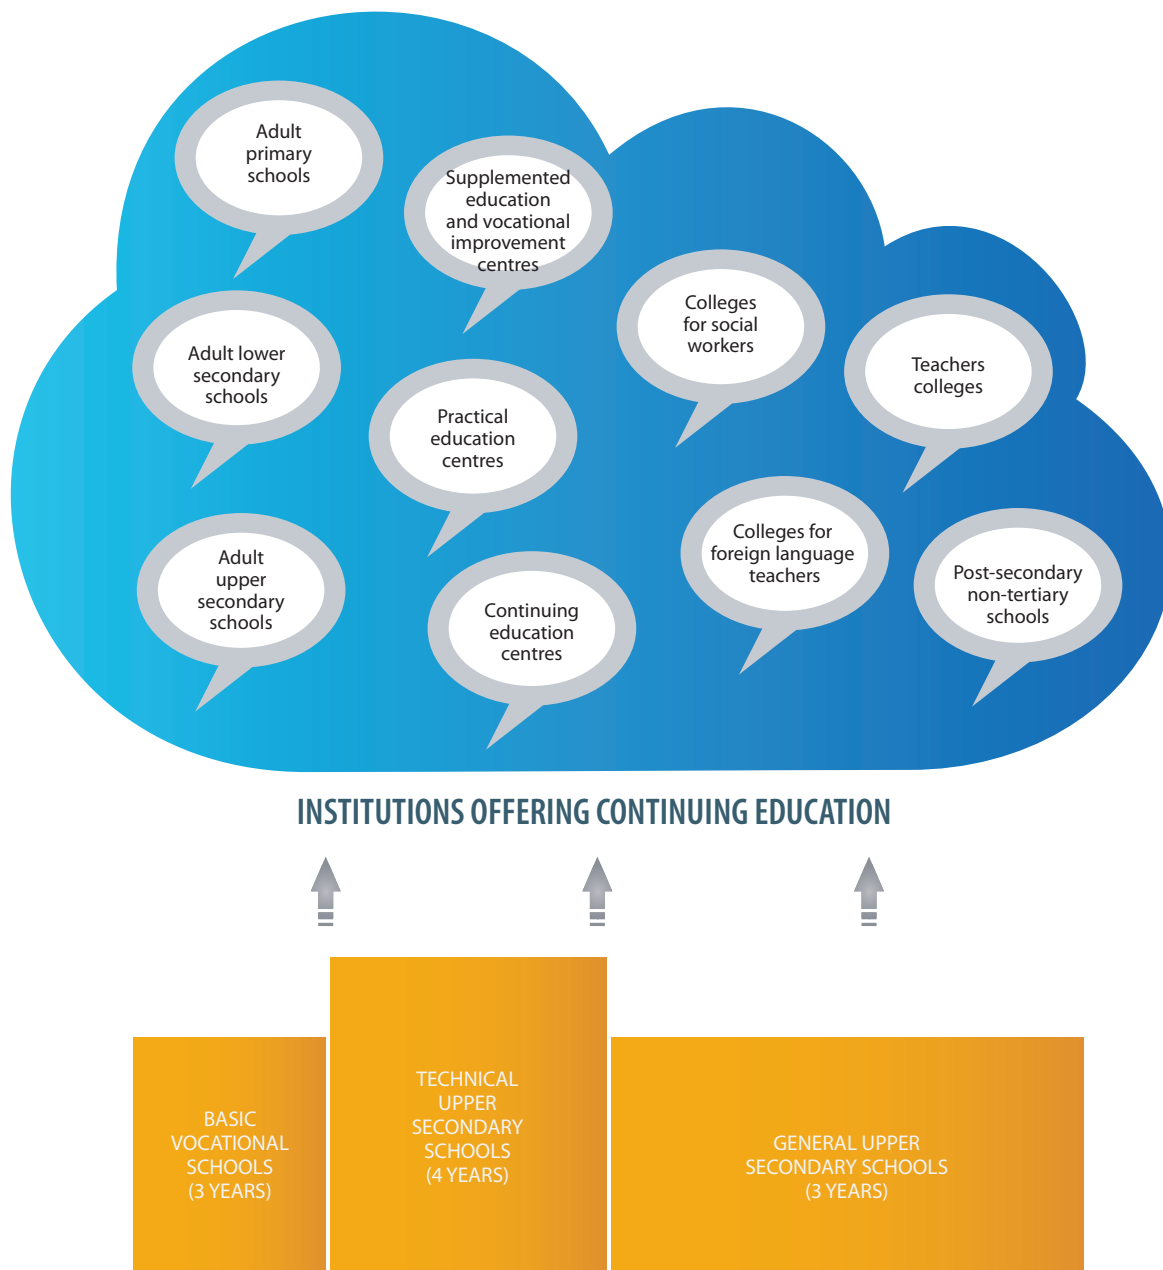 Adult
primary
schools
Supplemented
education
and vocational
improvement
centres
Colleges
for social
workers
Teachers
colleges
Adult lower
secondary
schools
Practical
education
centres
Colleges for
foreign language
teachers
Post-secondary
non-tertiary
schools
Adult
upper
secondary
schools
Continuing
education
centres
INSTITUTIONS OFFERING CONTINUING EDUCATION
BASIC
VOCATIONAL
SCHOOLS
(3 YEARS)
TECHNICAL
UPPER
SECONDARY
SCHOOLS
(4 YEARS)
GENERAL UPPER
SECONDARY SCHOOLS
(3 YEARS)